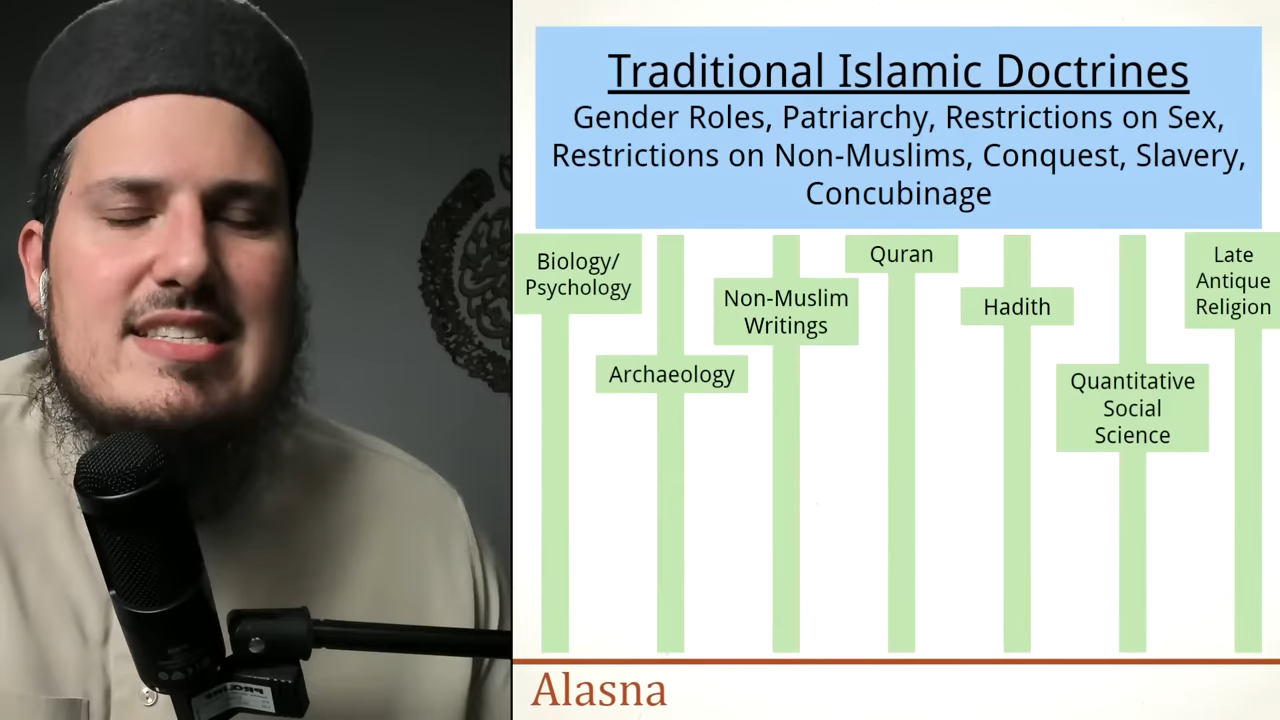 Traditional Islamic Doctrines
Gender Roles, Patriarchy, Restrictions on Sex,
Restrictions on Non-Muslims, Conquest, Slavery,
Concubinage
Biology/
Psychology
Archaeology
Non-Muslim
Writings
Quran
Hadith
Quantitative
Social
Science
Late
Antique
Religion
Alasna